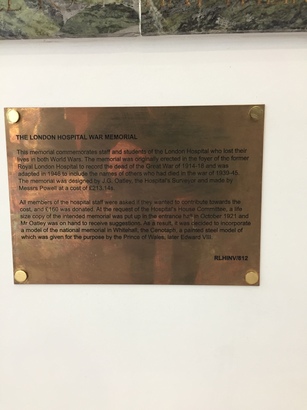 THE LONDON HOSPITAL WAR MEMORIAL
This memorial commemorates staff and students of the London Hospital who lost their
lives in both World Wars. The memorial was originally erected in the foyer of the former
Royal London Hospital to record the dead of the Great War of 1914-18 and was
adapted in 1948 to include the names of others who had died in the war of 1939-45.
The memorial was designed by J.G. Oatley, the Hospital's Surveyor and made by
Messrs Powell at a cost of £213.14s.
All members of the hospital staff were asked if they wanted to contribute towards the
cost, and £160 was donated. At the request of the Hospital's House Committee, a life
size copy of the intended memorial was put up in the entrance hall in October 1921 and
Mr Oatley was on hand to receive suggestions. As a result, it was decided to incorporate
a model of the national memorial in Whitehall, the Cenotaph, a painted steel model of
which was given for the purpose by the Prince of Wales, later Edward VIII.
RLHINV/812